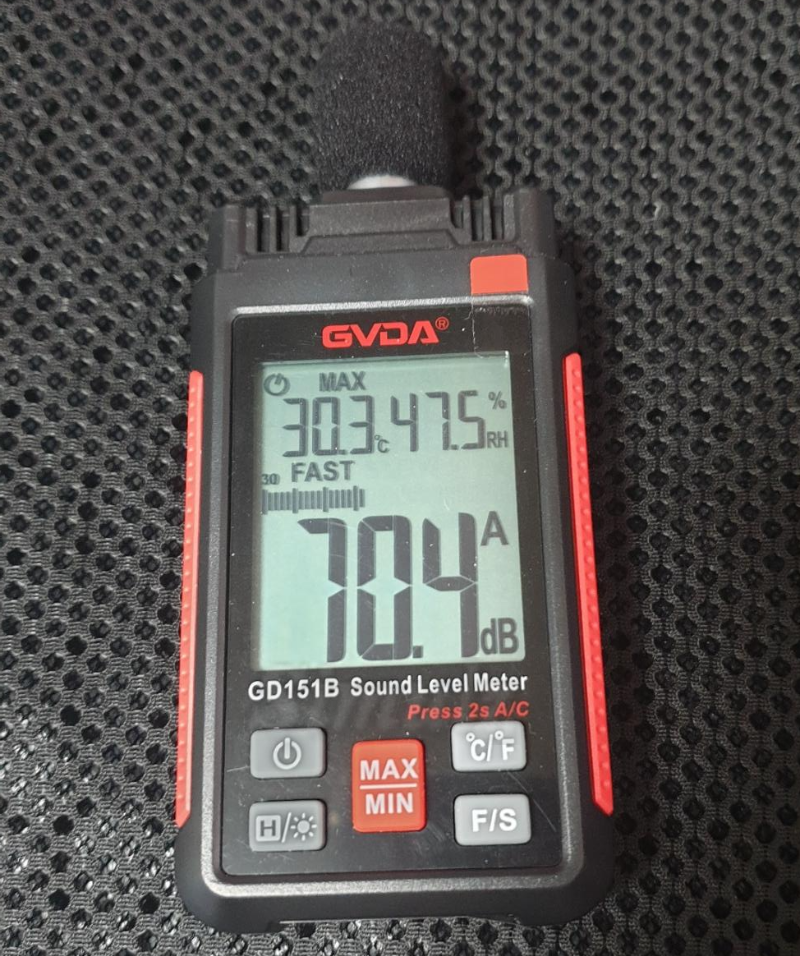 GVDA®
MAX
30.3 °C 47.5 % RH
30 FAST
70.4 A dB
GD151B Sound Level Meter
Press 2s A/C
°C/°F
MAX
MIN
H/
F/S